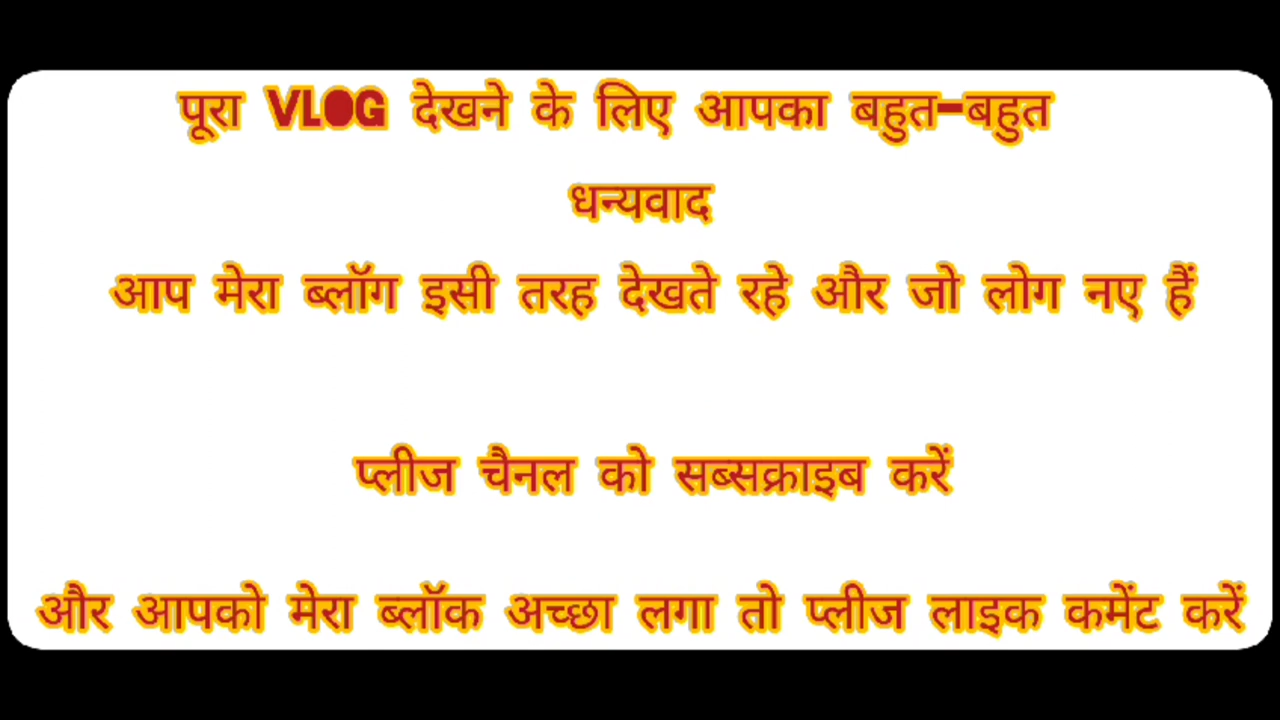 पूरा VLOG देखने के लिए आपका बहुत-बहुत
धन्यवाद
आप मेरा ब्लॉग इसी तरह देखते रहे और जो लोग नए हैं
प्लीज चैनल को सब्सक्राइब करें
और आपको मेरा ब्लॉक अच्छा लगा तो प्लीज लाइक कमेंट करें